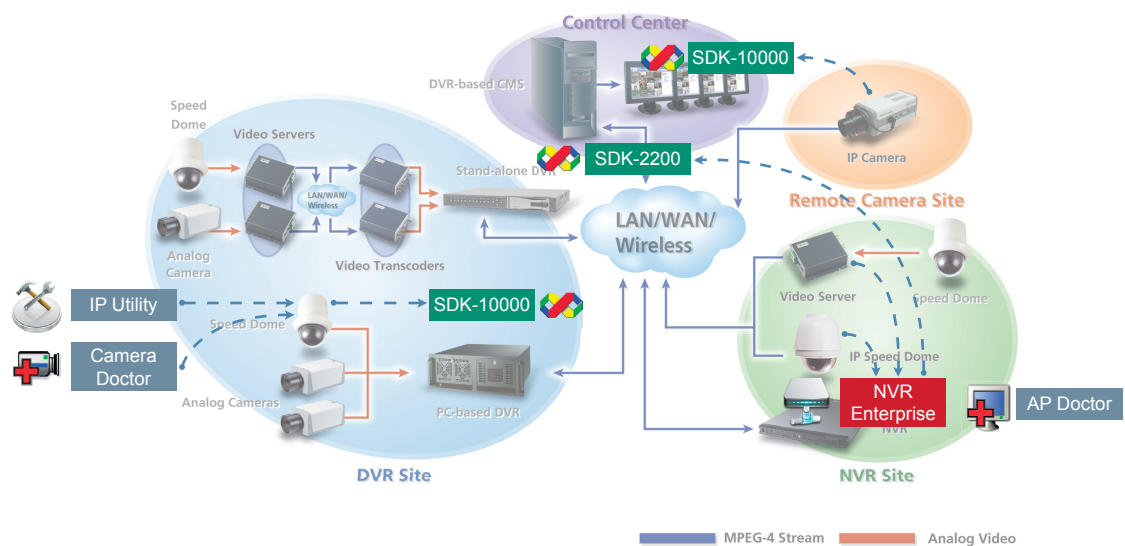 Control Center
SDK-10000
DVR-based CMS
Speed
Dome
Video Servers
SDK-2200
IP Camera
Stand-alone DVR
LAN/WAN/
Wireless
Remote Camera Site
LAN/WAN/
Wireless
Analog
Camera
Video Transcoders
Video Server
Speed Dome
IP Utility
SDK-10000
Speed Dome
Camera
Doctor
IP Speed Dome
NVR
Enterprise
AP Doctor
Analog Cameras
PC-based DVR
NVR
DVR Site
NVR Site
MPEG-4 Stream
Analog Video